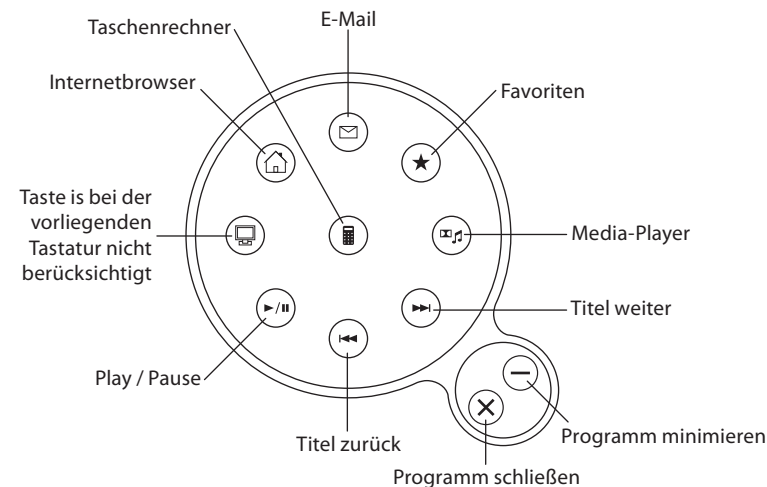 E-Mail
Taschenrechner
Internetbrowser
Favoriten
Taste is bei der
vorliegenden
Tastatur nicht
berücksichtigt
Media-Player
Titel weiter
Play / Pause
Titel zurück
Programm minimieren
Programm schließen